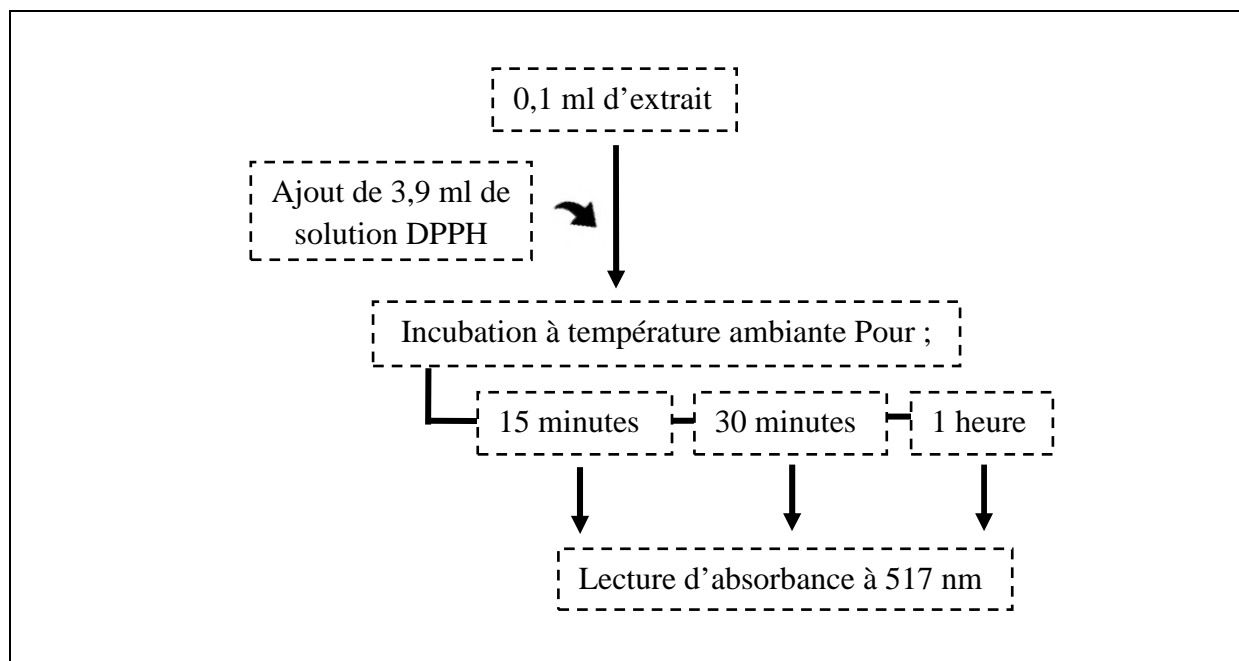 0,1 ml d’extrait
Ajout de 3,9 ml de
solution DPPH
Incubation à température ambiante Pour ;
15 minutes
30 minutes
1 heure
Lecture d’absorbance à 517 nm